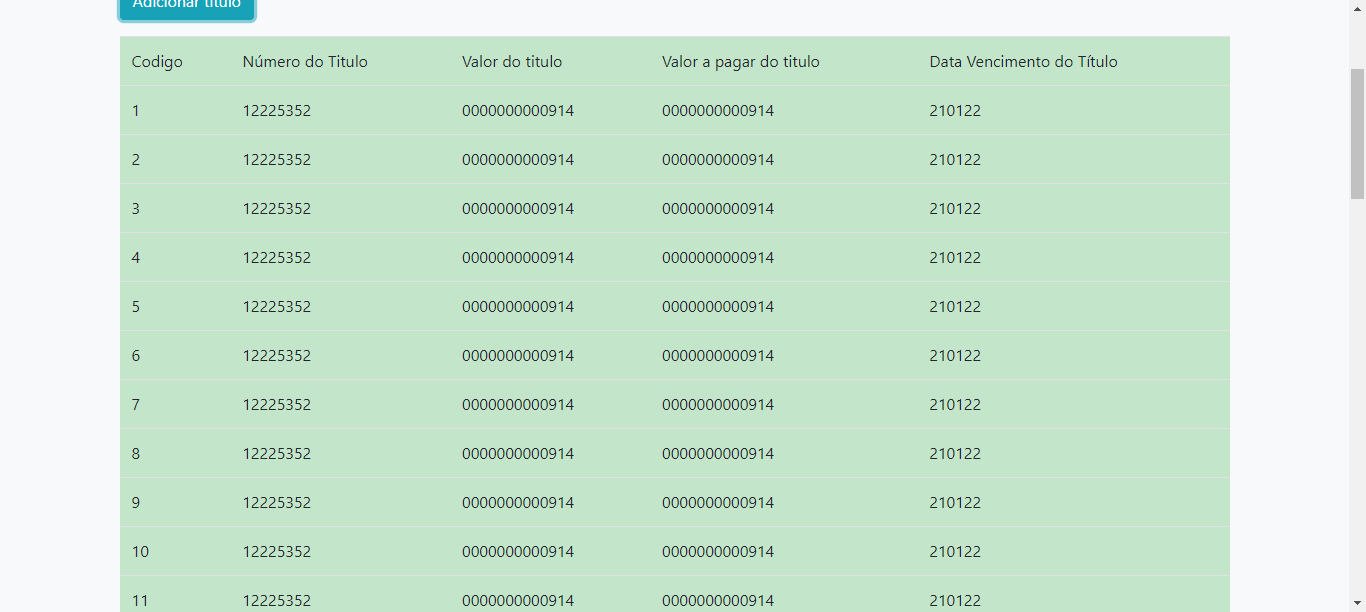 Adicionar titulo
Codigo Número do Titulo Valor do titulo Valor a pagar do titulo Data Vencimento do Título
1 12225352 0000000000914 0000000000914 210122
2 12225352 0000000000914 0000000000914 210122
3 12225352 0000000000914 0000000000914 210122
4 12225352 0000000000914 0000000000914 210122
5 12225352 0000000000914 0000000000914 210122
6 12225352 0000000000914 0000000000914 210122
7 12225352 0000000000914 0000000000914 210122
8 12225352 0000000000914 0000000000914 210122
9 12225352 0000000000914 0000000000914 210122
10 12225352 0000000000914 0000000000914 210122
11 12225352 0000000000914 0000000000914 210122